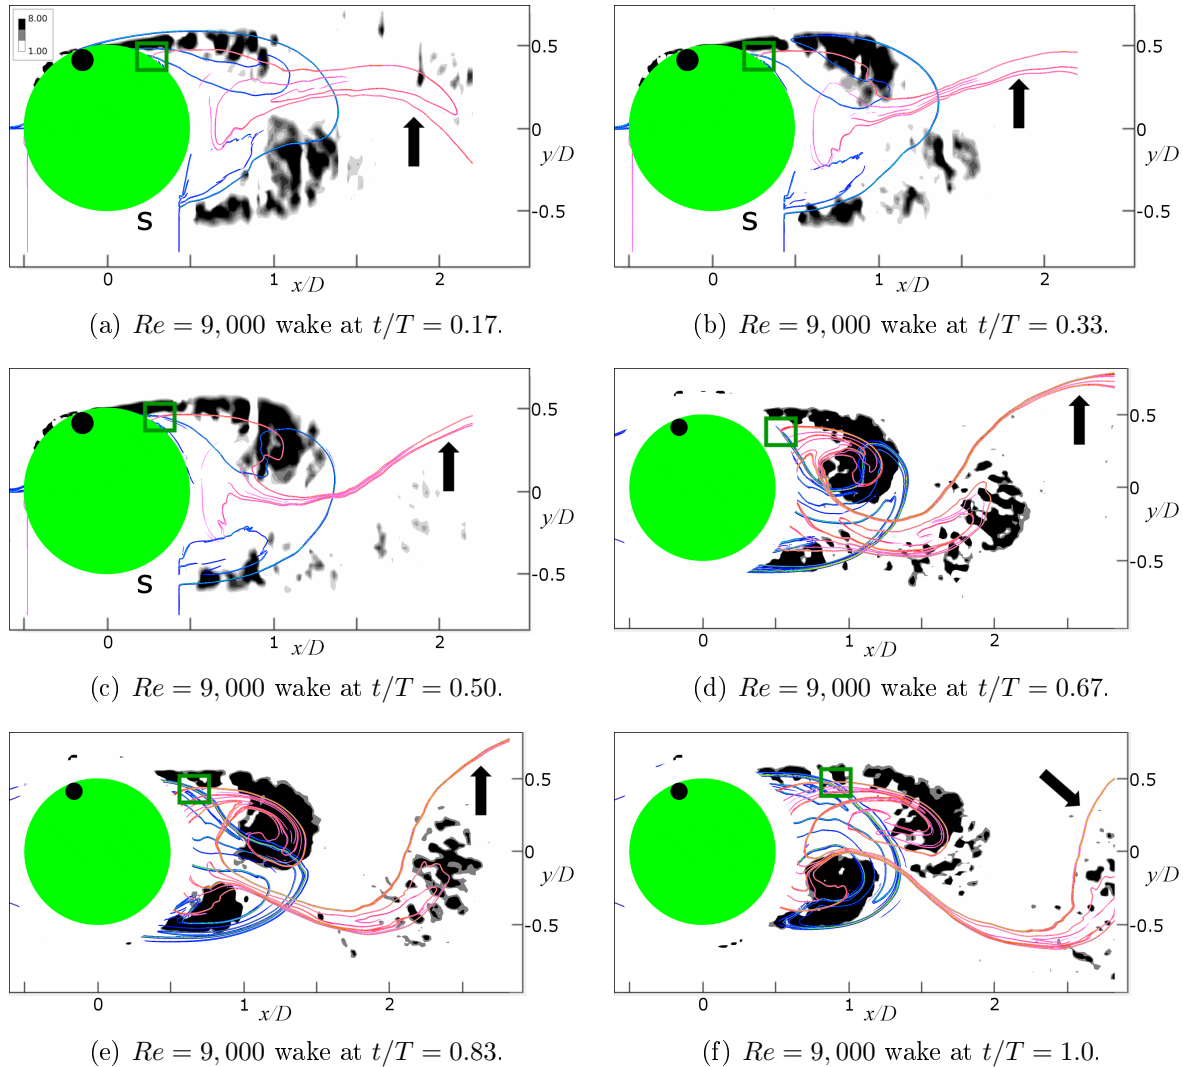 8.00
1.00
0.5
0
-0.5
y/D
S
0
1
2
x/D
(a) Re = 9,000 wake at t/T = 0.17.
0.5
0
-0.5
y/D
S
0
1
2
x/D
(b) Re = 9,000 wake at t/T = 0.33.
0.5
0
-0.5
y/D
S
0
1
2
x/D
(c) Re = 9,000 wake at t/T = 0.50.
0.5
0
-0.5
y/D
0
1
2
x/D
(d) Re = 9,000 wake at t/T = 0.67.
0.5
0
-0.5
y/D
0
1
2
x/D
(e) Re = 9,000 wake at t/T = 0.83.
0.5
0
-0.5
y/D
0
1
2
x/D
(f) Re = 9,000 wake at t/T = 1.0.